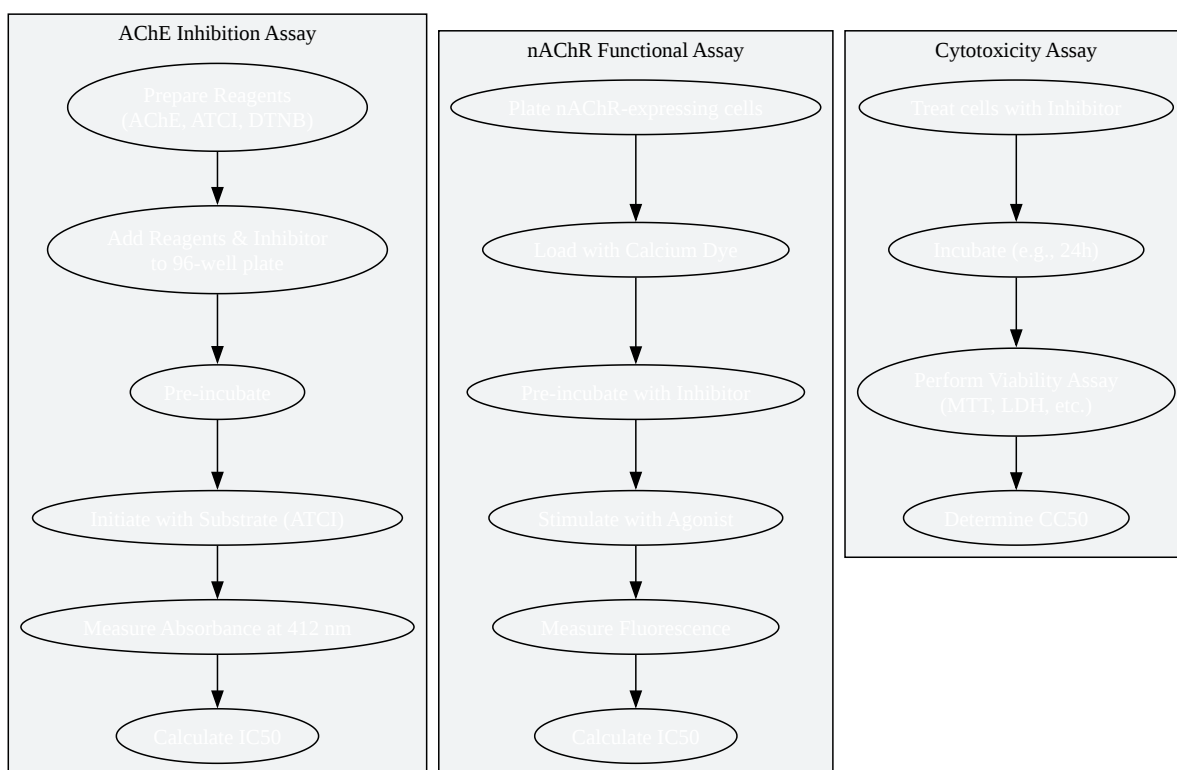 AChE Inhibition Assay
Prepare Reagents
(AChE, ATCI, DTNB)
Add Reagents & Inhibitor
to 96-well plate
Pre-incubate
Initiate with Substrate (ATCI)
Measure Absorbance at 412 nm
Calculate IC50
nAChR Functional Assay
Plate nAChR-expressing cells
Load with Calcium Dye
Pre-incubate with Inhibitor
Stimulate with Agonist
Measure Fluorescence
Calculate IC50
Cytotoxicity Assay
Treat cells with Inhibitor
Incubate (e.g., 24h)
Perform Viability Assay
(MTT, LDH, etc.)
Determine CC50